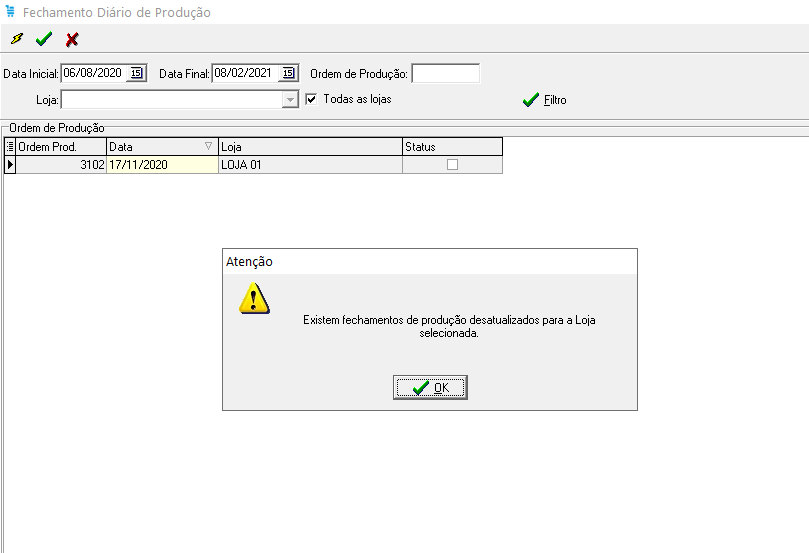 Fechamento Diário de Produção
Data Inicial: 06/08/2020 15 Data Final: 08/02/2021 15 Ordem de Produção:
Loja: Todas as lojas Filtro
Ordem de Produção
Ordem Prod. Data Loja Status
3102 17/11/2020 LOJA 01
Atenção
Existem fechamentos de produção desatualizados para a Loja
selecionada.
OK